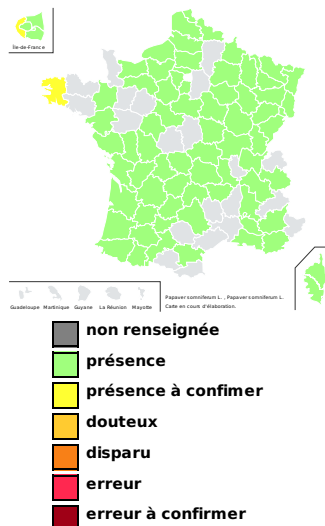 Île-de-France
Guadeloupe Martinique Guyane La Réunion Mayotte
Papaver somniferum L. , Papaver somniferum L.
Carte en cours d'élaboration.
non renseignée
présence
présence à confimer
douteux
disparu
erreur
erreur à confirmer